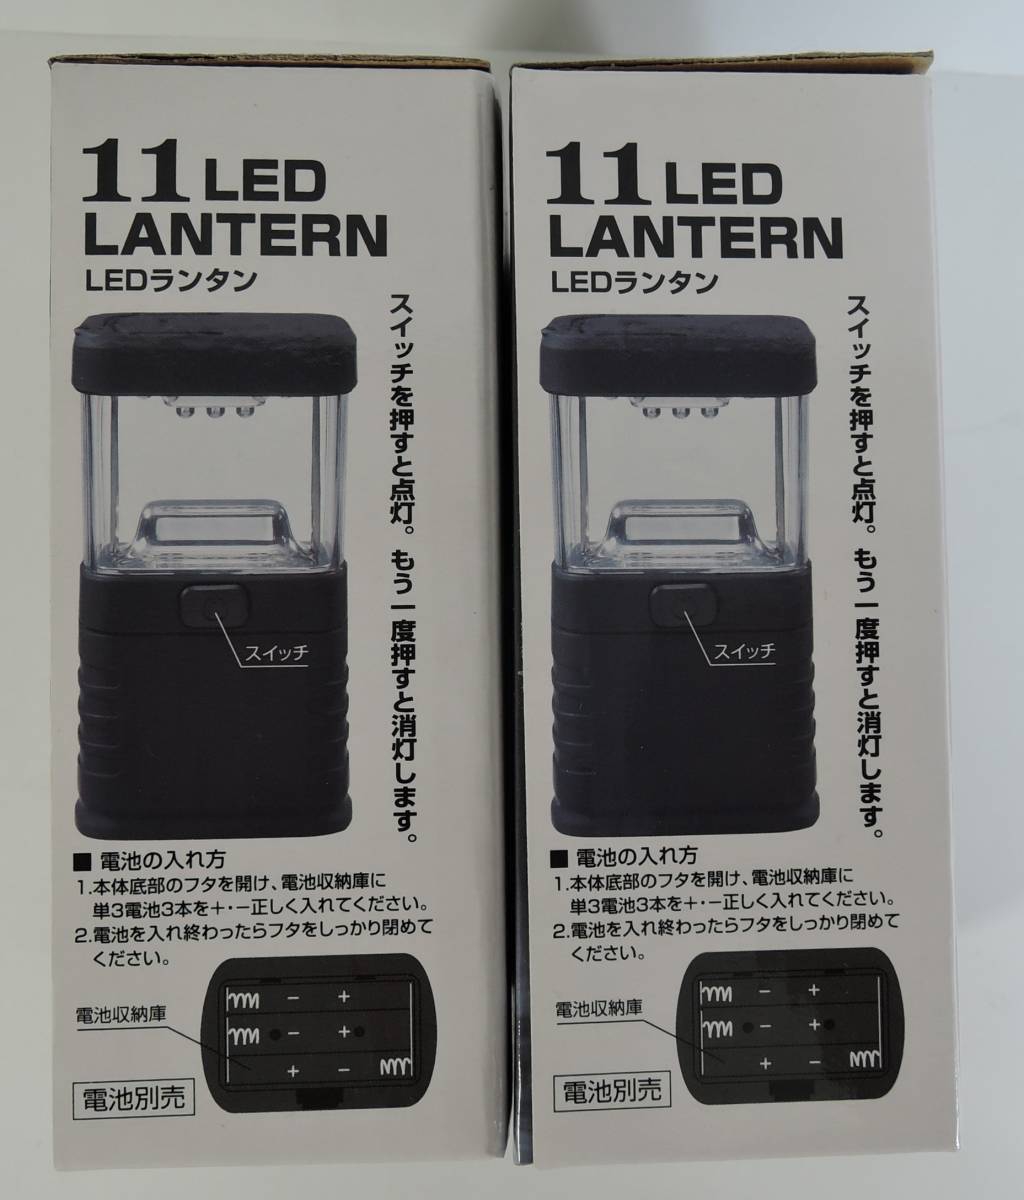 11 LED
LANTERN
LEDランタン
スイッチを押すと点灯。もう一度押すと消灯します。
スイッチ
■ 電池の入れ方
1.本体底部のフタを開け、電池収納庫に
単3電池3本を＋・－正しく入れてください。
2.電池を入れ終わったらフタをしっかり閉めて
ください。
電池収納庫
－ ＋
－ ＋
＋ －
電池別売
11 LED
LANTERN
LEDランタン
スイッチを押すと点灯。もう一度押すと消灯します。
スイッチ
■ 電池の入れ方
1.本体底部のフタを開け、電池収納庫に
単3電池3本を＋・－正しく入れてください。
2.電池を入れ終わったらフタをしっかり閉めて
ください。
電池収納庫
－ ＋
－ ＋
＋ －
電池別売